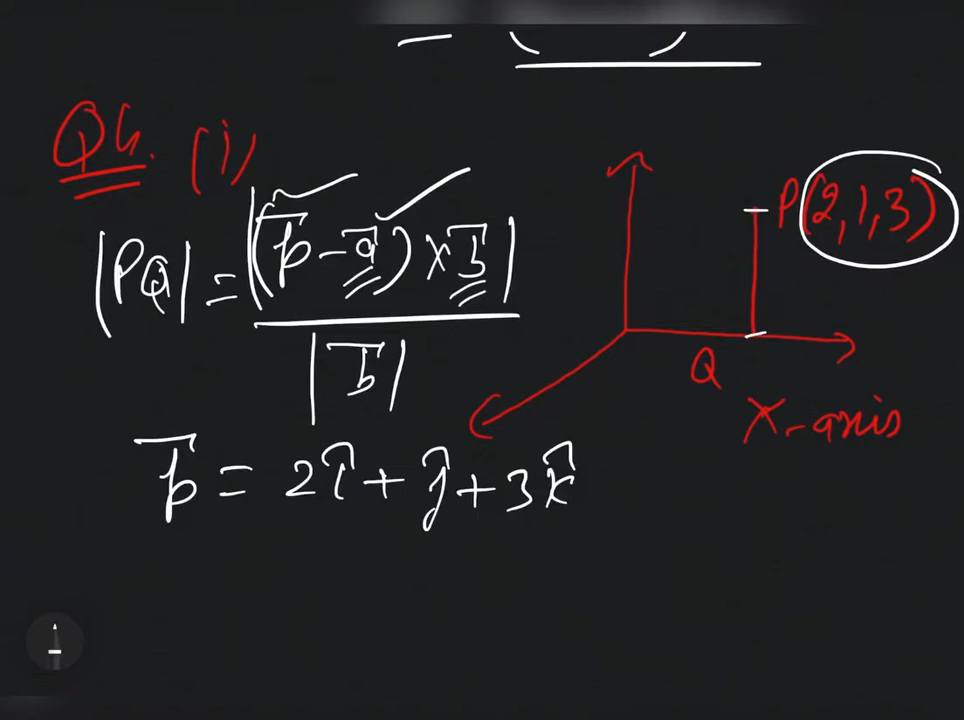 Q4. (i)
|PQ| = |(p̄ - ā) × b̄| / |b̄|
P(2,1,3)
Q
X-axis
p̄ = 2î + ĵ + 3k̂